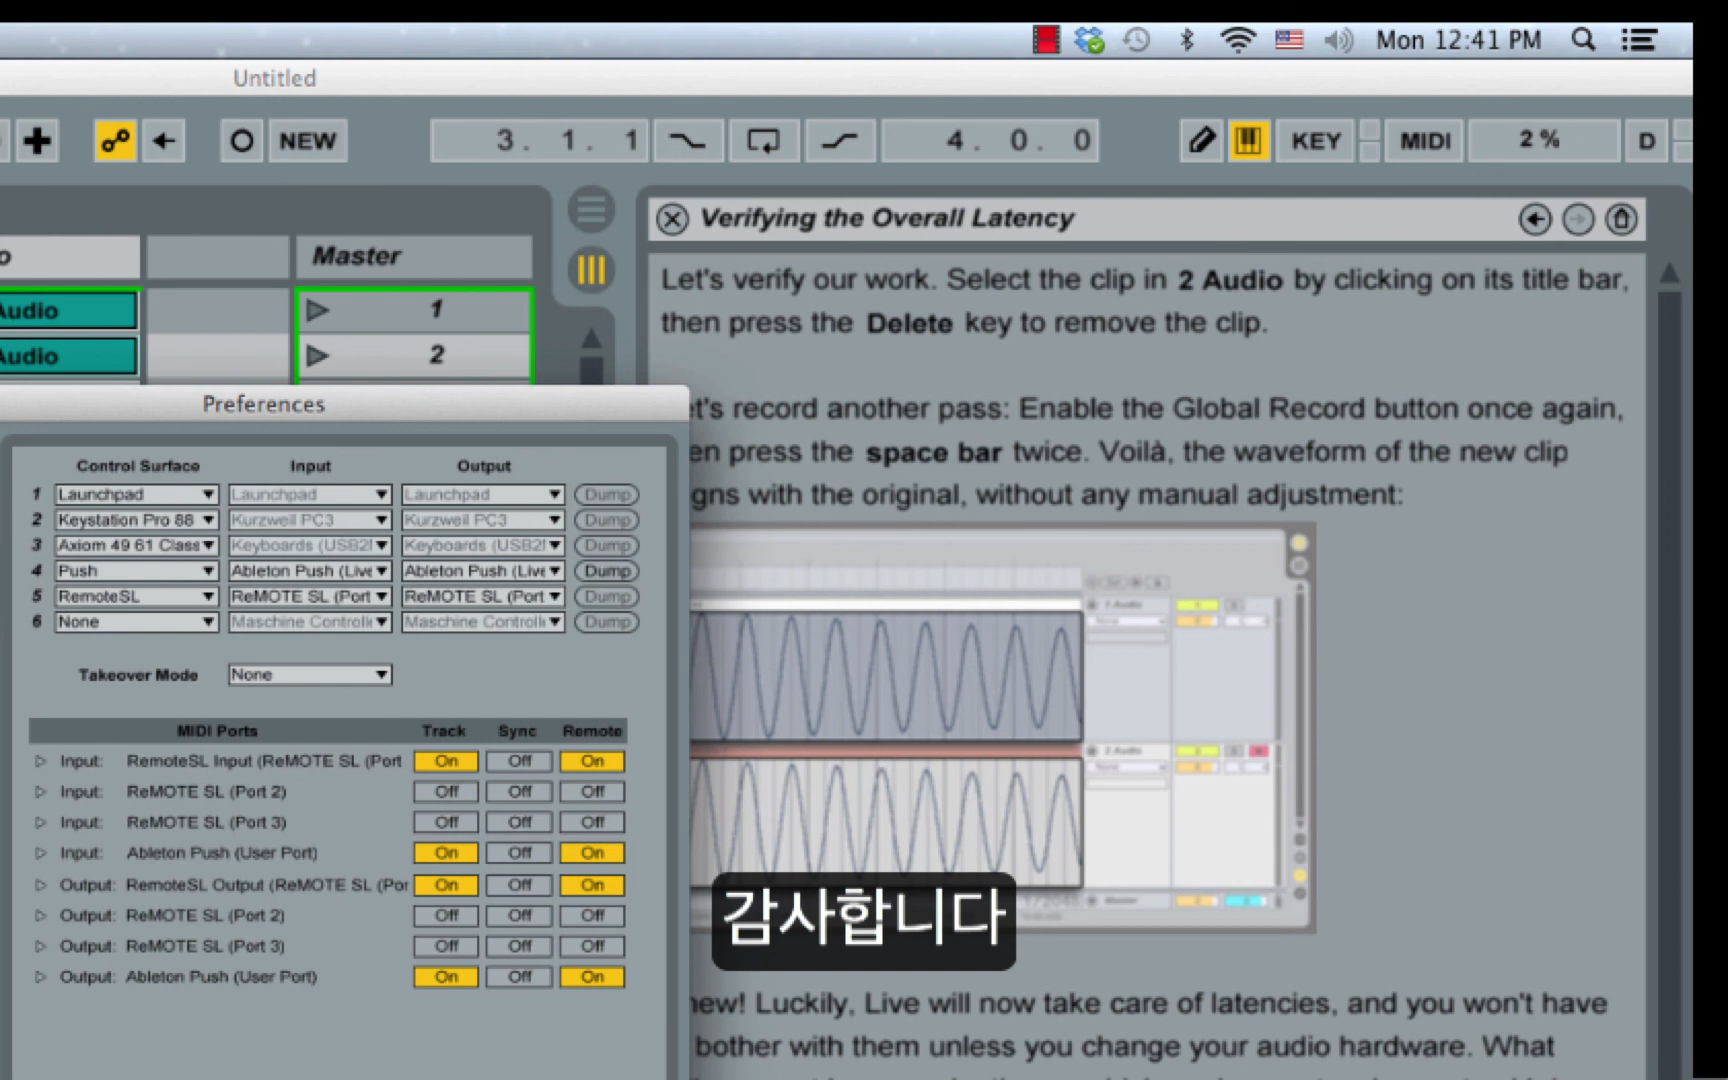 Mon 12:41 PM
Untitled
NEW
3. 1. 1
4. 0. 0
KEY
MIDI
2 %
D
Master
Audio
1
Audio
2
Verifying the Overall Latency
Let's verify our work. Select the clip in 2 Audio by clicking on its title bar,
then press the Delete key to remove the clip.
record another pass: Enable the Global Record button once again,
press the space bar twice. Voilà, the waveform of the new clip
with the original, without any manual adjustment:
Preferences
Control Surface Input Output
1 Launchpad Launchpad Launchpad Dump
2 Keystation Pro 88 Kurzweil PC3 Kurzweil PC3 Dump
3 Axiom 49 61 Class Keyboards (USB2I Keyboards (USB2I Dump
4 Push Ableton Push (Live Ableton Push (Live Dump
5 RemoteSL ReMOTE SL (Port ReMOTE SL (Port Dump
6 None Maschine Controlle Maschine Controlle Dump
Takeover Mode None
MIDI Ports Track Sync Remote
Input: RemoteSL Input (ReMOTE SL (Port On Off On
Input: ReMOTE SL (Port 2) Off Off Off
Input: ReMOTE SL (Port 3) Off Off Off
Input: Ableton Push (User Port) On Off On
Output: RemoteSL Output (ReMOTE SL (Por On Off On
Output: ReMOTE SL (Port 2) Off Off Off
Output: ReMOTE SL (Port 3) Off Off Off
Output: Ableton Push (User Port) On Off On
1 Audio
2 Audio
Master
감사합니다
Luckily, Live will now take care of latencies, and you won't have
bother with them unless you change your audio hardware. What